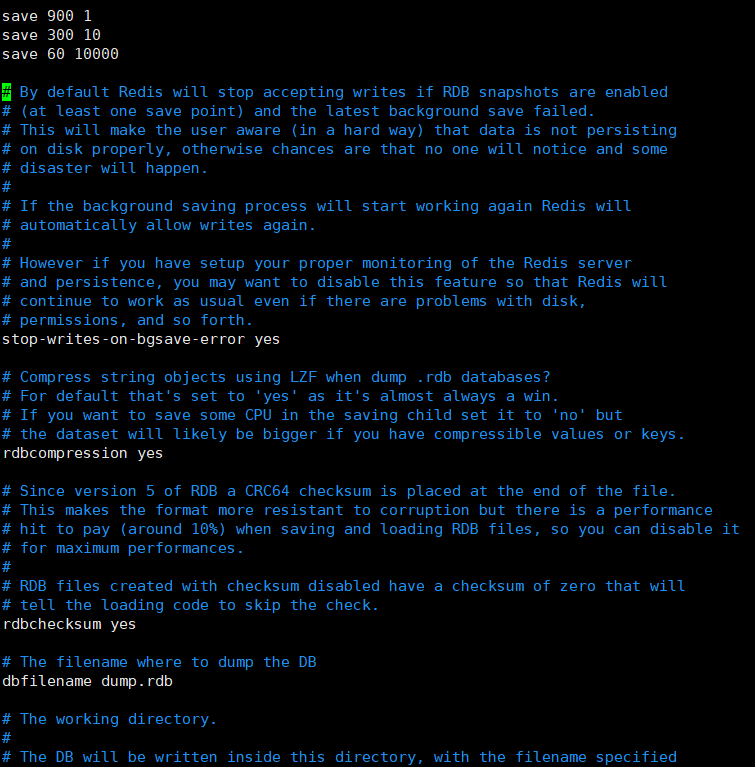 save 900 1
save 300 10
save 60 10000
# By default Redis will stop accepting writes if RDB snapshots are enabled
# (at least one save point) and the latest background save failed.
# This will make the user aware (in a hard way) that data is not persisting
# on disk properly, otherwise chances are that no one will notice and some
# disaster will happen.
#
# If the background saving process will start working again Redis will
# automatically allow writes again.
#
# However if you have setup your proper monitoring of the Redis server
# and persistence, you may want to disable this feature so that Redis will
# continue to work as usual even if there are problems with disk,
# permissions, and so forth.
stop-writes-on-bgsave-error yes
# Compress string objects using LZF when dump .rdb databases?
# For default that's set to 'yes' as it's almost always a win.
# If you want to save some CPU in the saving child set it to 'no' but
# the dataset will likely be bigger if you have compressible values or keys.
rdbcompression yes
# Since version 5 of RDB a CRC64 checksum is placed at the end of the file.
# This makes the format more resistant to corruption but there is a performance
# hit to pay (around 10%) when saving and loading RDB files, so you can disable it
# for maximum performances.
#
# RDB files created with checksum disabled have a checksum of zero that will
# tell the loading code to skip the check.
rdbchecksum yes
# The filename where to dump the DB
dbfilename dump.rdb
# The working directory.
#
# The DB will be written inside this directory, with the filename specified